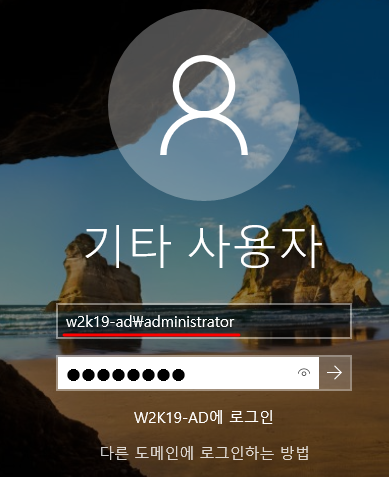 기타 사용자
w2k19-ad₩administrator
●●●●●●●●
W2K19-AD에 로그인
다른 도메인에 로그인하는 방법